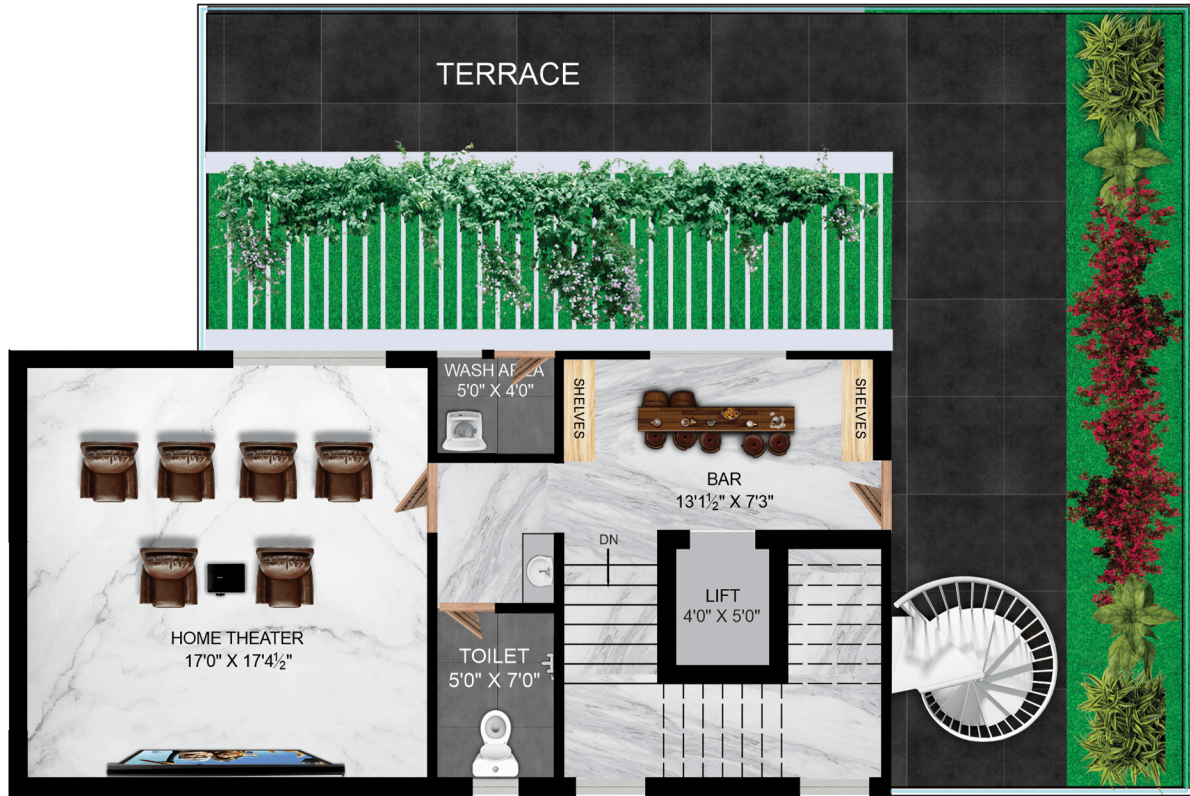 TERRACE
WASH AREA
5'0" X 4'0"
SHELVES
SHELVES
BAR
13'1½" X 7'3"
DN
LIFT
4'0" X 5'0"
HOME THEATER
17'0" X 17'4½"
TOILET
5'0" X 7'0"